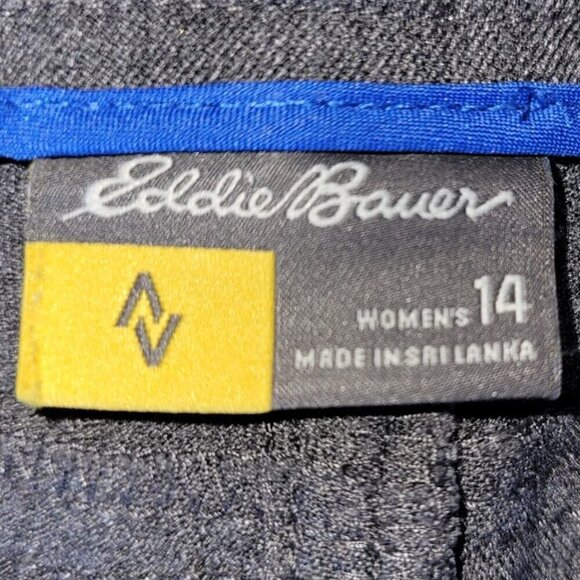 Eddie Bauer
WOMEN'S 14
MADE IN SRI LANKA